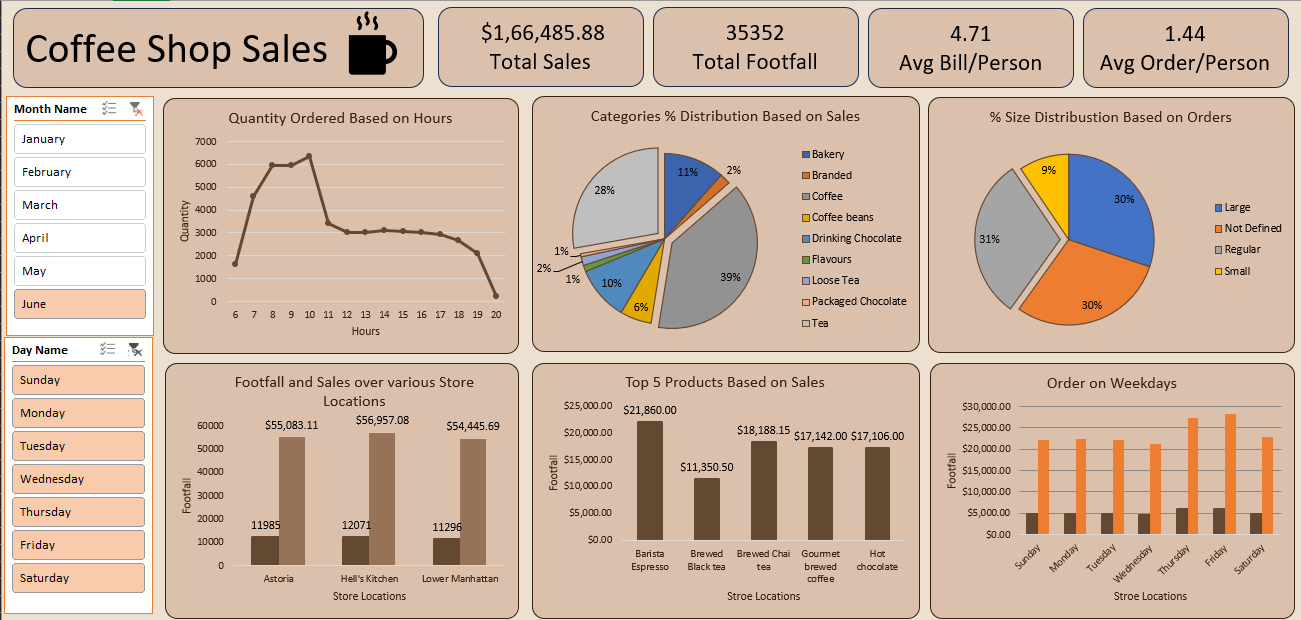 Coffee Shop Sales
$1,66,485.88
Total Sales
35352
Total Footfall
4.71
Avg Bill/Person
1.44
Avg Order/Person
Month Name
January
February
March
April
May
June
Day Name
Sunday
Monday
Tuesday
Wednesday
Thursday
Friday
Saturday
Quantity Ordered Based on Hours
7000
6000
5000
4000
3000
2000
1000
0
Quantity
6 7 8 9 10 11 12 13 14 15 16 17 18 19 20
Hours
Categories % Distribution Based on Sales
11%
2%
39%
6%
10%
1%
2%
1%
28%
Bakery
Branded
Coffee
Coffee beans
Drinking Chocolate
Flavours
Loose Tea
Packaged Chocolate
Tea
% Size Distribustion Based on Orders
30%
30%
31%
9%
Large
Not Defined
Regular
Small
Footfall and Sales over various Store
Locations
60000
50000
40000
30000
20000
10000
0
Footfall
$55,083.11
$56,957.08
$54,445.69
11985
12071
11296
Astoria
Hell's Kitchen
Lower Manhattan
Store Locations
Top 5 Products Based on Sales
$25,000.00
$20,000.00
$15,000.00
$10,000.00
$5,000.00
$0.00
Footfall
$21,860.00
$11,350.50
$18,188.15
$17,142.00
$17,106.00
Barista
Espresso
Brewed
Black tea
Brewed Chai
tea
Gourmet
brewed
coffee
Hot
chocolate
Stroe Locations
Order on Weekdays
$30,000.00
$25,000.00
$20,000.00
$15,000.00
$10,000.00
$5,000.00
$0.00
Footfall
Sunday
Monday
Tuesday
Wednesday
Thursday
Friday
Saturday
Stroe Locations